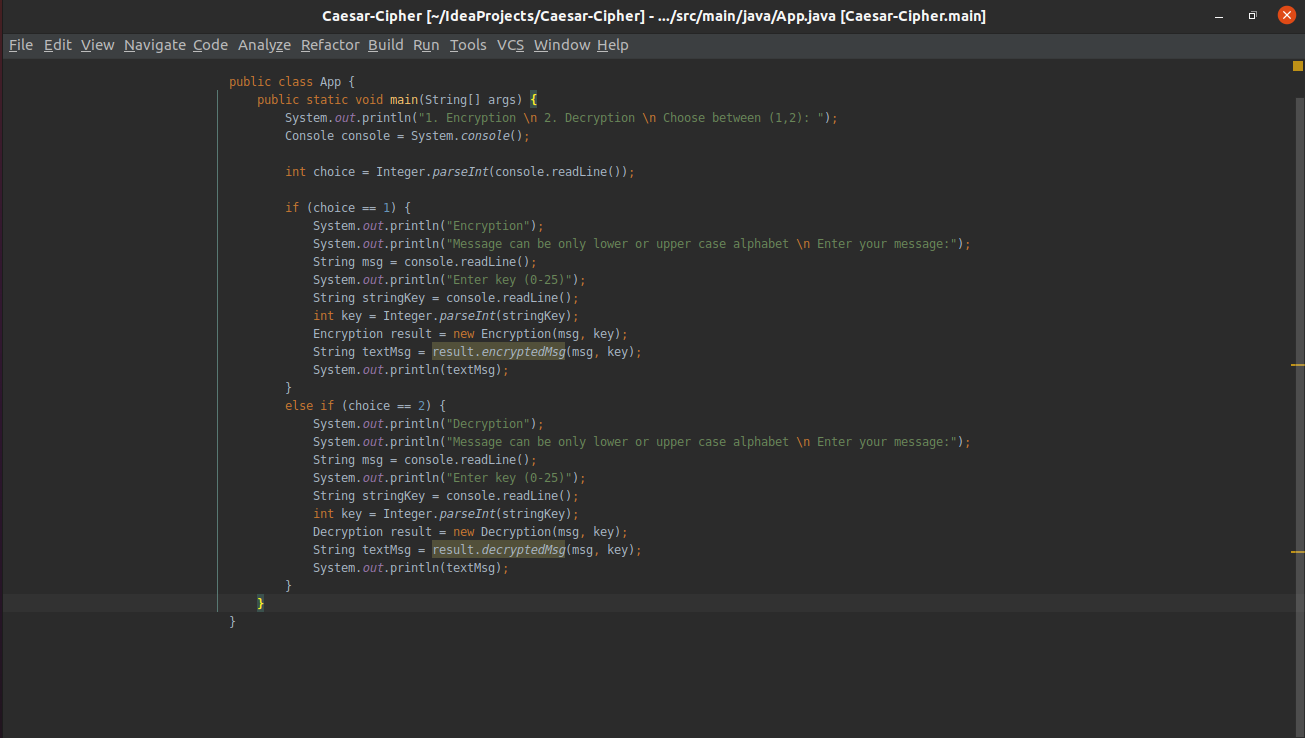 Caesar-Cipher [~/IdeaProjects/Caesar-Cipher] - .../src/main/java/App.java [Caesar-Cipher.main]
File Edit View Navigate Code Analyze Refactor Build Run Tools VCS Window Help
public class App {
    public static void main(String[] args) {
        System.out.println("1. Encryption \n 2. Decryption \n Choose between (1,2): ");
        Console console = System.console();

        int choice = Integer.parseInt(console.readLine());

        if (choice == 1) {
            System.out.println("Encryption");
            System.out.println("Message can be only lower or upper case alphabet \n Enter your message:");
            String msg = console.readLine();
            System.out.println("Enter key (0-25)");
            String stringKey = console.readLine();
            int key = Integer.parseInt(stringKey);
            Encryption result = new Encryption(msg, key);
            String textMsg = result.encryptedMsg(msg, key);
            System.out.println(textMsg);
        }
        else if (choice == 2) {
            System.out.println("Decryption");
            System.out.println("Message can be only lower or upper case alphabet \n Enter your message:");
            String msg = console.readLine();
            System.out.println("Enter key (0-25)");
            String stringKey = console.readLine();
            int key = Integer.parseInt(stringKey);
            Decryption result = new Decryption(msg, key);
            String textMsg = result.decryptedMsg(msg, key);
            System.out.println(textMsg);
        }
    }
}